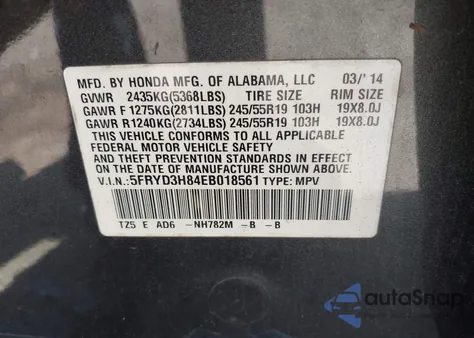 MFD. BY HONDA MFG. OF ALABAMA, LLC 03/'14
GVWR 2435KG(5368LBS) TIRE SIZE RIM SIZE
GAWR F 1275KG(2811LBS) 245/55R19 103H 19X8.0J
GAWR R1240KG(2734LBS) 245/55R19 103H 19X8.0J
THIS VEHICLE CONFORMS TO ALL APPLICABLE
FEDERAL MOTOR VEHICLE SAFETY, BUMPER,
AND THEFT PREVENTION STANDARDS IN EFFECT
ON THE DATE OF MANUFACTURE SHOWN ABOVE.
V.I.N.: 5FRYD3H84EB018561 TYPE: MPV
TZ5 E AD6 -NH782M -B -B
autoSnap